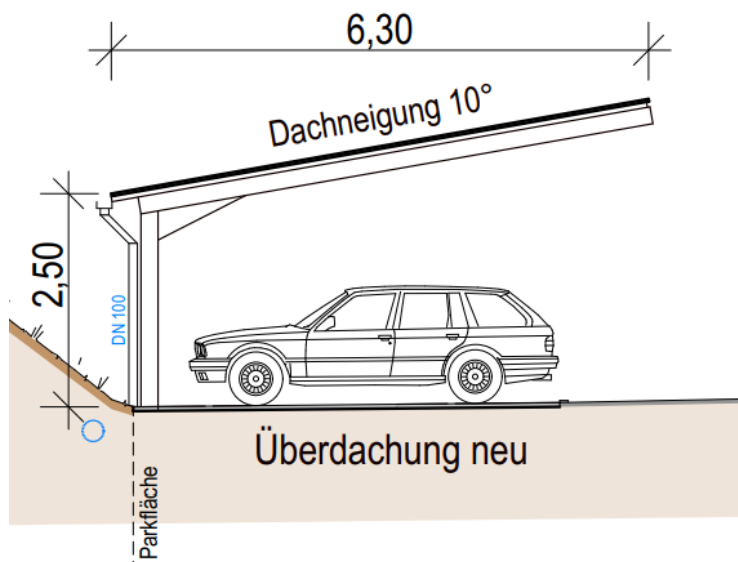 6,30
Dachneigung 10°
2,50
DN 100
Überdachung neu
Parkfläche